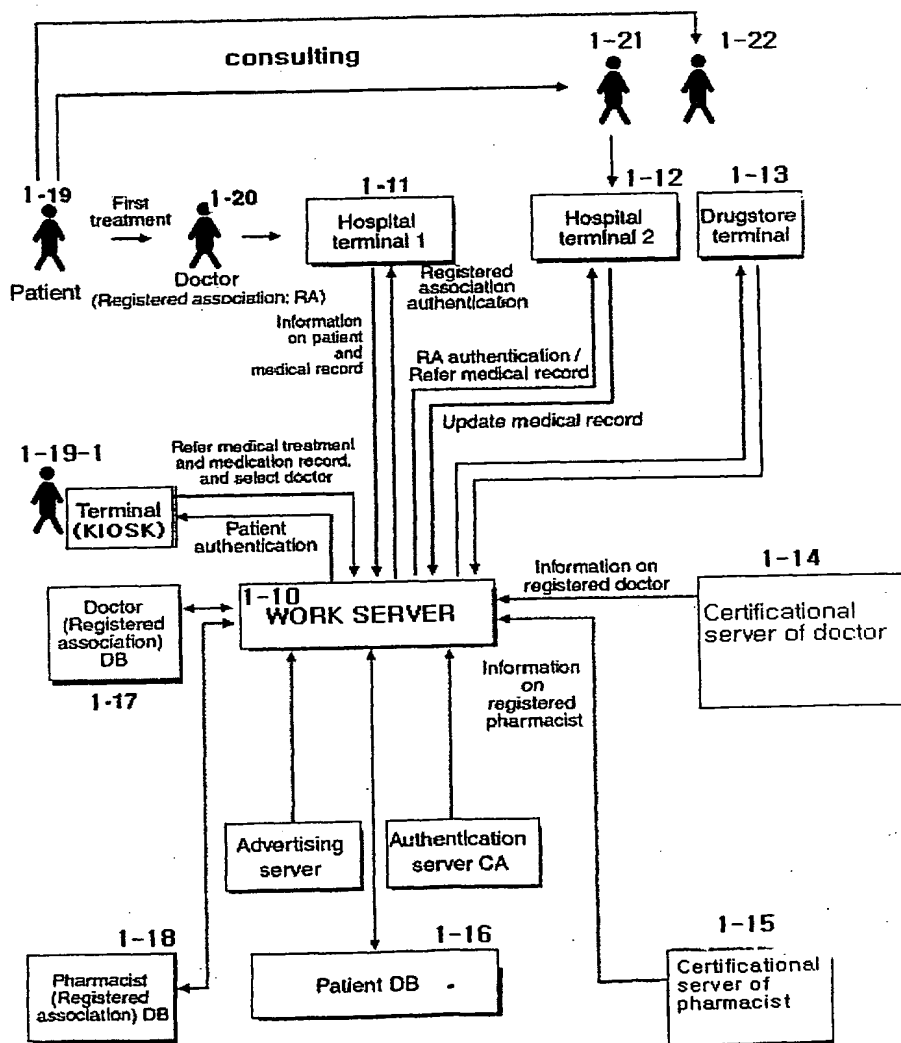 1-21
1-22
consulting
1-19
First
treatment
1-20
1-11
1-12
1-13
Hospital
terminal 1
Hospital
terminal 2
Drugstore
terminal
Patient
Doctor
(Registered association: RA)
Registered
association
authentication
Information
on patient
and
medical record
RA authentication /
Refer medical record
Update medical record
1-19-1
Refer medical treatment
and medication record,
and select doctor
Terminal
(KIOSK)
Patient
authentication
Information on
registered doctor
1-14
1-10
WORK SERVER
Doctor
(Registered
association)
DB
1-17
Certificational
server of doctor
Information
on
registered
pharmacist
Advertising
server
Authentication
server CA
1-18
1-16
1-15
Pharmacist
(Registered
association) DB
Patient DB
Certificational
server of
pharmacist